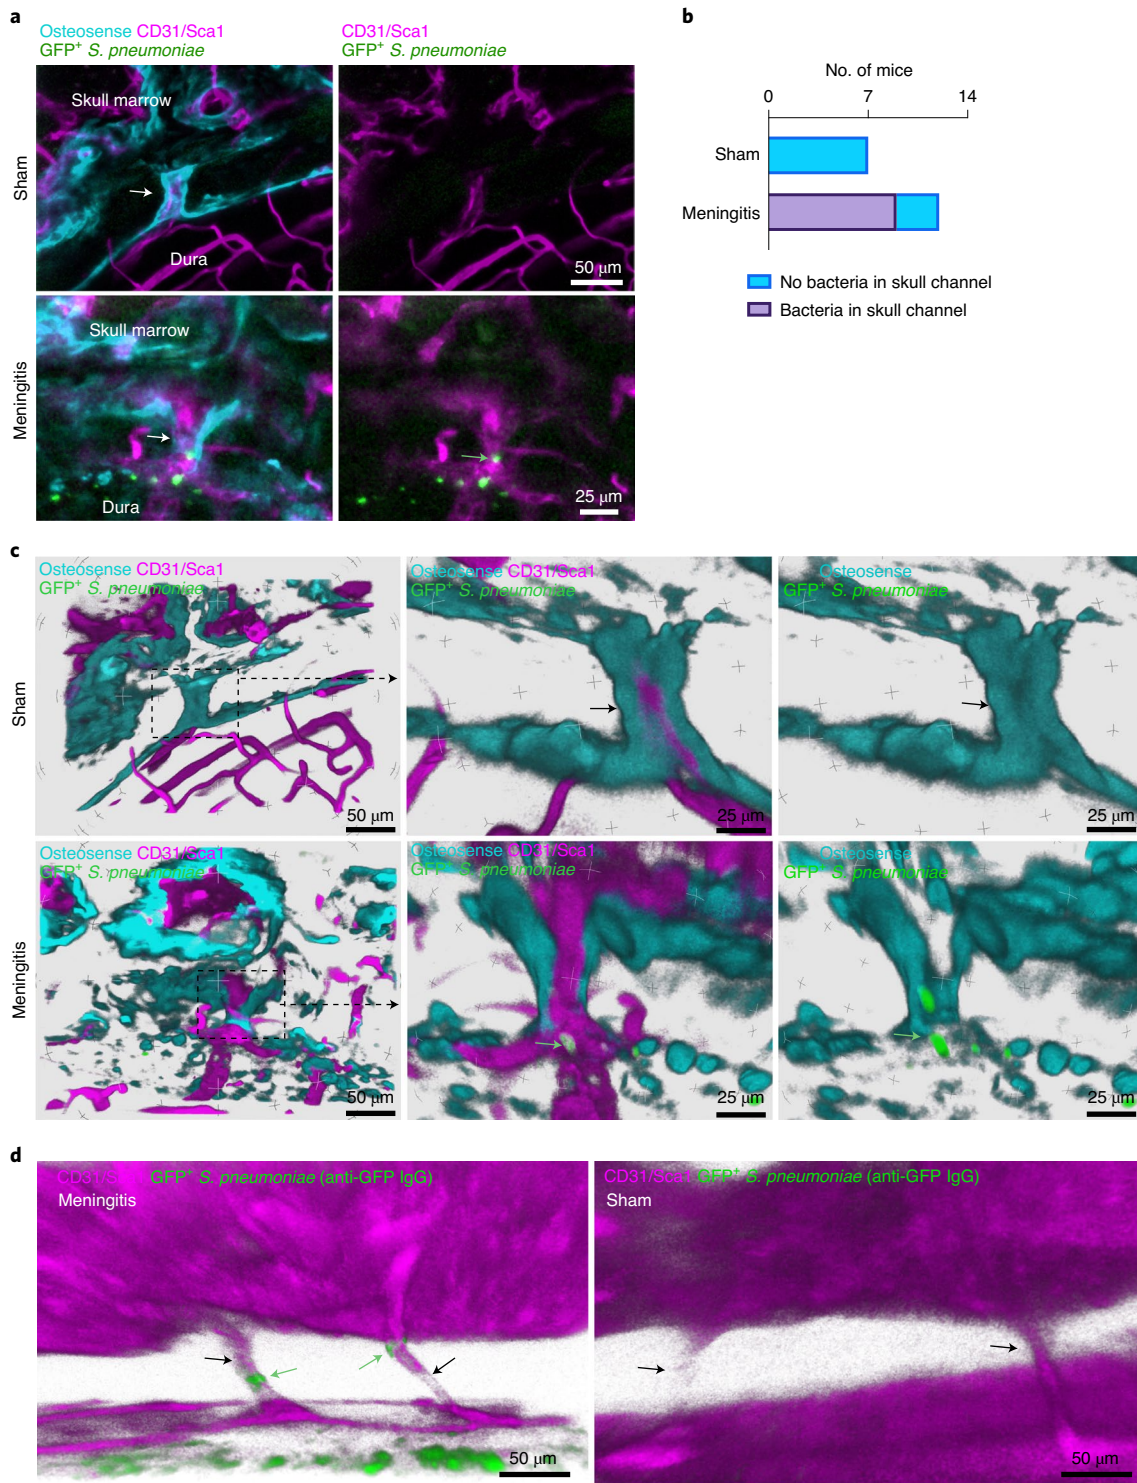 a
Osteosense CD31/Sca1
GFP+ S. pneumoniae
CD31/Sca1
GFP+ S. pneumoniae
Sham
Skull marrow
Dura
50 μm
Meningitis
Skull marrow
Dura
25 μm
b
No. of mice
0 7 14
Sham
Meningitis
No bacteria in skull channel
Bacteria in skull channel
c
Sham
Osteosense CD31/Sca1
GFP+ S. pneumoniae
50 μm
Osteosense CD31/Sca1
GFP+ S. pneumoniae
25 μm
Osteosense
GFP+ S. pneumoniae
25 μm
Meningitis
Osteosense CD31/Sca1
GFP+ S. pneumoniae
50 μm
Osteosense CD31/Sca1
GFP+ S. pneumoniae
25 μm
Osteosense
GFP+ S. pneumoniae
25 μm
d
CD31/S GFP+ S. pneumoniae (anti-GFP IgG)
Meningitis
50 μm
CD31/Sca1 GFP+ S. pneumoniae (anti-GFP IgG)
Sham
50 μm